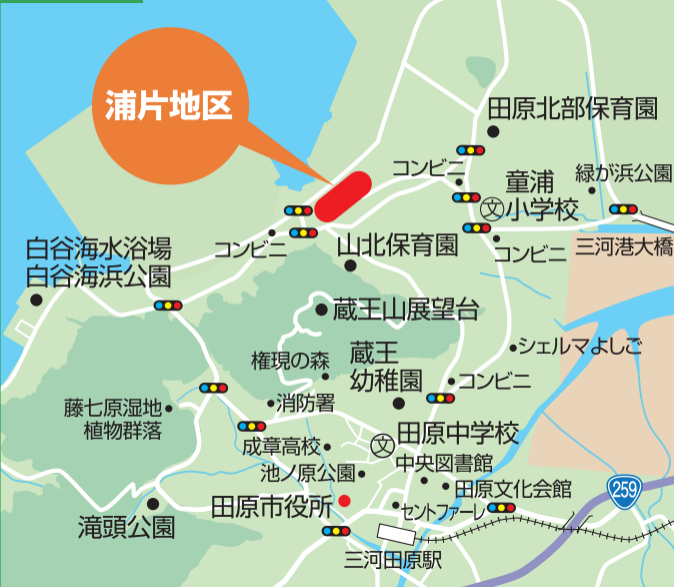 浦片地区
田原北部保育園
コンビニ
童浦
小学校
文
緑が浜公園
コンビニ
山北保育園
コンビニ
三河港大橋
白谷海水浴場
白谷海浜公園
蔵王山展望台
権現の森
蔵王
幼稚園
シェルマよしご
コンビニ
藤七原湿地
植物群落
消防署
成章高校
文
田原中学校
池ノ原公園
中央図書館
田原文化会館
259
滝頭公園
田原市役所
セントファーレ
三河田原駅